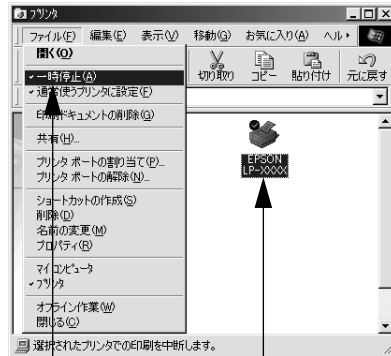 プリンタ
ファイル(F) 編集(E) 表示(V) 移動(G) お気に入り(A) ヘル
開く(O)
一時停止(A)
通常使うプリンタに設定(F)
印刷ドキュメントの削除(G)
共有(H)...
プリンタ ポートの割り当て(P)...
プリンタ ポートの解除(N)...
ショートカットの作成(S)
削除(D)
名前の変更(M)
プロパティ(R)
マイ コンピュータ
プリンタ
オフライン作業(W)
閉じる(C)
切り取り コピー 貼り付け 元に戻す
EPSON
LP-XXXX
選択されたプリンタでの印刷を中断します。